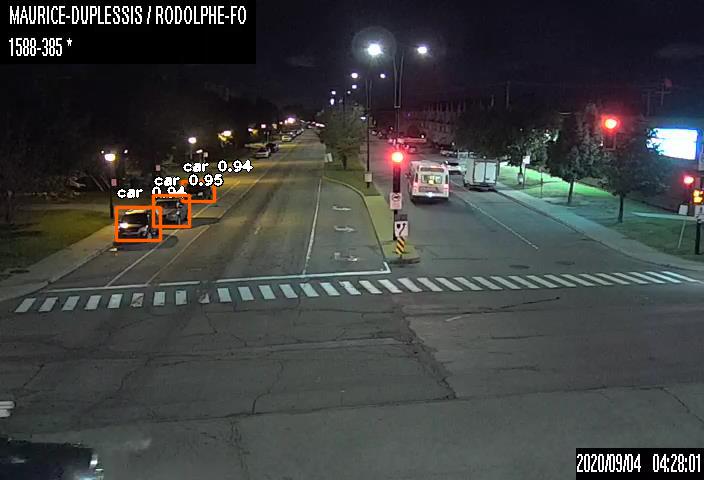 MAURICE-DUPLESSIS / RODOLPHE-FO
1588-385 *
car 0.94
car 0.95
car 0.94
2020/09/04 04:28:01